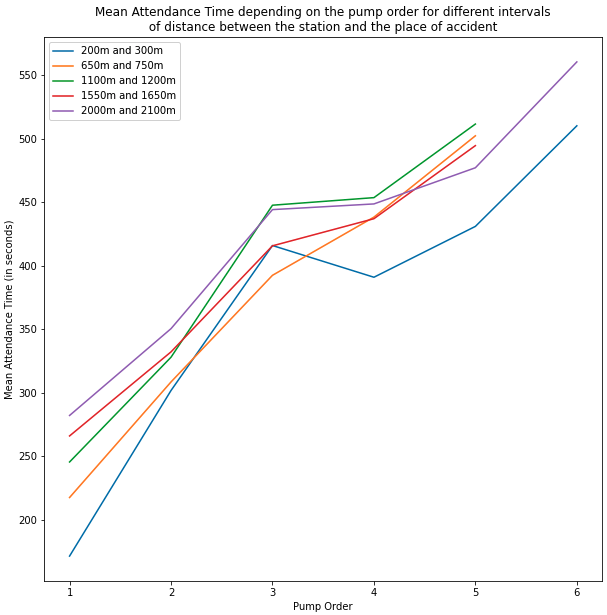 Mean Attendance Time depending on the pump order for different intervals
of distance between the station and the place of accident
200m and 300m
650m and 750m
1100m and 1200m
1550m and 1650m
2000m and 2100m
Mean Attendance Time (in seconds)
550
500
450
400
350
300
250
200
1 2 3 4 5 6
Pump Order